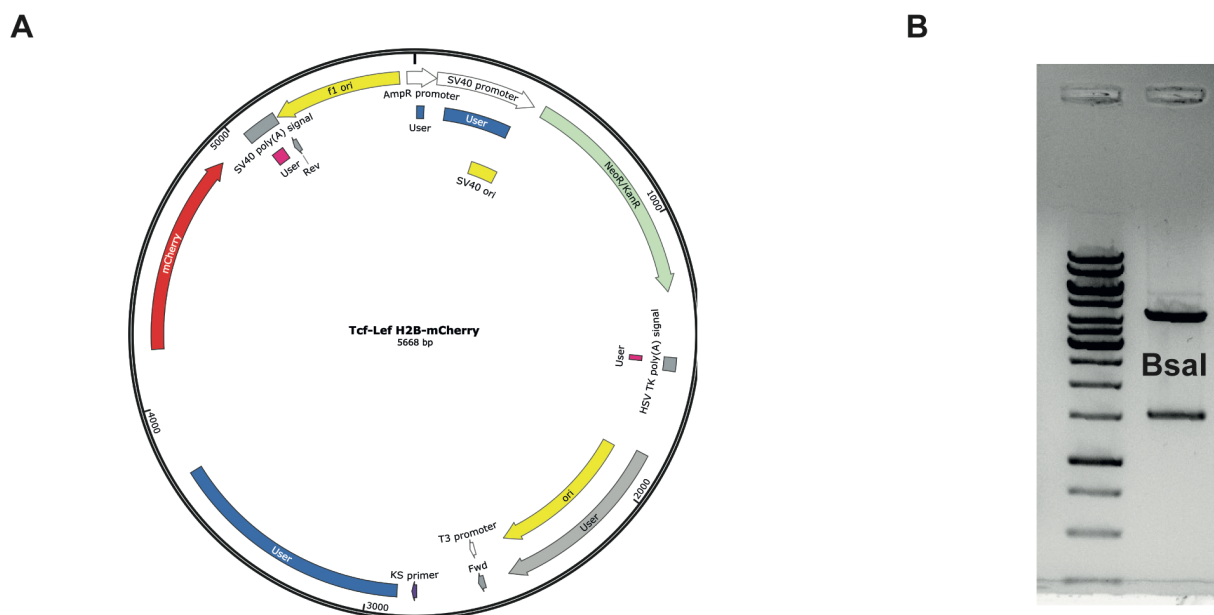 A
B
f1 ori
AmpR promoter
SV40 promoter
User
User
SV40 ori
NeoR/KanR
1000
5000
SV40 poly(A) signal
User
Rev
mCherry
Tcf-Lef H2B-mCherry
5668 bp
User
HSV TK poly(A) signal
BsaI
4000
ori
User
2000
T3 promoter
Fwd
KS primer
User
3000